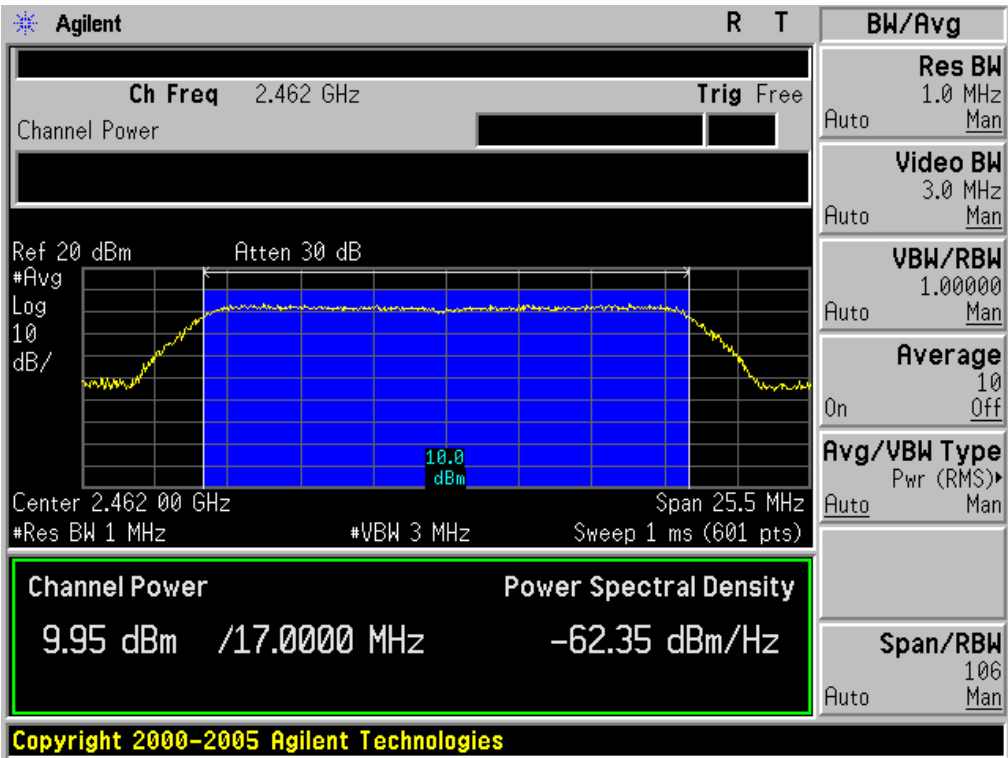 Agilent R T
Ch Freq 2.462 GHz Trig Free
Channel Power
Ref 20 dBm Atten 30 dB
#Avg
Log
10
dB/
10.0
dBm
Center 2.462 00 GHz Span 25.5 MHz
#Res BW 1 MHz #VBW 3 MHz Sweep 1 ms (601 pts)
Channel Power Power Spectral Density
9.95 dBm /17.0000 MHz -62.35 dBm/Hz
Copyright 2000-2005 Agilent Technologies
BW/Avg
Res BW
1.0 MHz
Auto Man
Video BW
3.0 MHz
Auto Man
VBW/RBW
1.00000
Auto Man
Average
10
On Off
Avg/VBW Type
Pwr (RMS)▸
Auto Man
Span/RBW
106
Auto Man